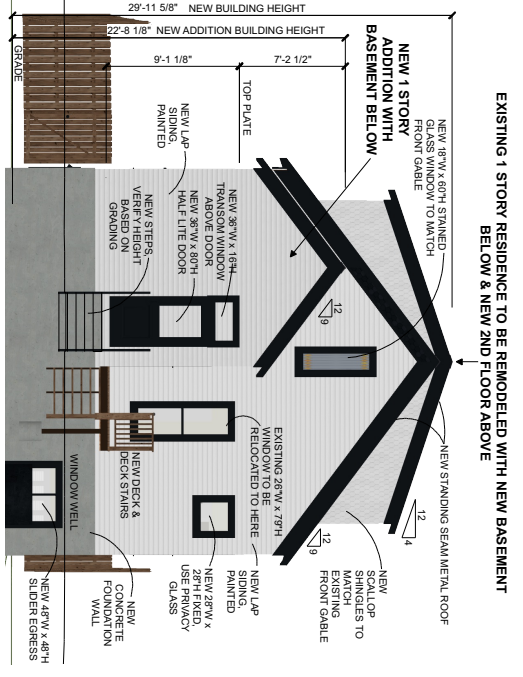 EXISTING 1 STORY RESIDENCE TO BE REMODELED WITH NEW BASEMENT
BELOW & NEW 2ND FLOOR ABOVE
29'-11 5/8" NEW BUILDING HEIGHT
22'-8 1/8" NEW ADDITION BUILDING HEIGHT
9'-1 1/8"
7'-2 1/2"
GRADE
TOP PLATE
NEW 1 STORY
ADDITION WITH
BASEMENT BELOW
NEW 18"W x 60"H STAINED
GLASS WINDOW TO MATCH
FRONT GABLE
NEW STANDING SEAM METAL ROOF
12
4
12
9
12
9
NEW LAP
SIDING,
PAINTED
NEW 36"W x 16"H
TRANSOM WINDOW
ABOVE DOOR
NEW 36"W x 80"H
HALF LITE DOOR
NEW STEPS,
VERIFY HEIGHT
BASED ON
GRADING
NEW
SCALLOP
SHINGLES TO
MATCH
EXISTING
FRONT GABLE
EXISTING 26"W x 79"H
WINDOW TO BE
RELOCATED TO HERE
NEW LAP
SIDING,
PAINTED
NEW 28"W x
28"H FIXED,
USE PRIVACY
GLASS
NEW DECK &
DECK STAIRS
WINDOW WELL
NEW
CONCRETE
FOUNDATION
WALL
NEW 48"W x 48"H
SLIDER EGRESS